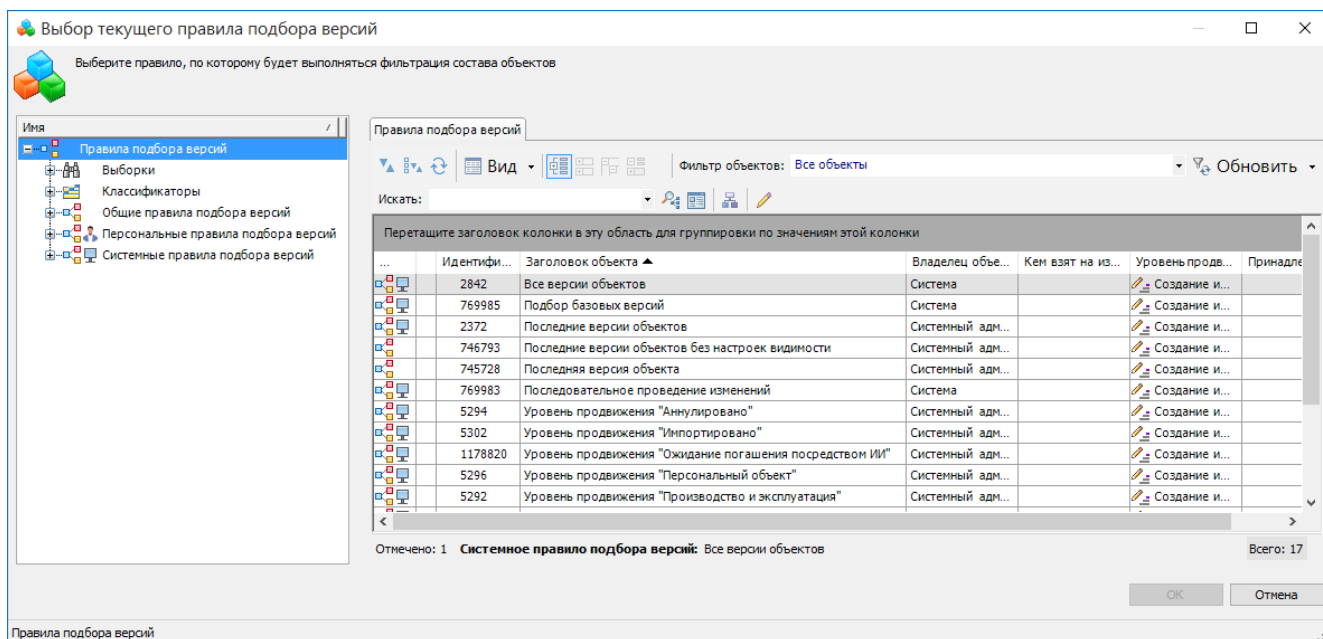 Выбор текущего правила подбора версий
Выберите правило, по которому будет выполняться фильтрация состава объектов
Имя
Правила подбора версий
Выборки
Классификаторы
Общие правила подбора версий
Персональные правила подбора версий
Системные правила подбора версий
Правила подбора версий
Вид Фильтр объектов: Все объекты Обновить
Искать:
Перетащите заголовок колонки в эту область для группировки по значениям этой колонки
... Идентифи... Заголовок объекта Владелец объе... Кем взят на из... Уровень продв... Принадле
2842 Все версии объектов Система Создание и...
769985 Подбор базовых версий Система Создание и...
2372 Последние версии объектов Системный адм... Создание и...
746793 Последние версии объектов без настроек видимости Системный адм... Создание и...
745728 Последняя версия объекта Системный адм... Создание и...
769983 Последовательное проведение изменений Система Создание и...
5294 Уровень продвижения "Аннулировано" Системный адм... Создание и...
5302 Уровень продвижения "Импортировано" Системный адм... Создание и...
1178820 Уровень продвижения "Ожидание погашения посредством ИИ" Системный адм... Создание и...
5296 Уровень продвижения "Персональный объект" Системный адм... Создание и...
5292 Уровень продвижения "Производство и эксплуатация" Системный адм... Создание и...
Отмечено: 1 Системное правило подбора версий: Все версии объектов Всего: 17
OK Отмена
Правила подбора версий